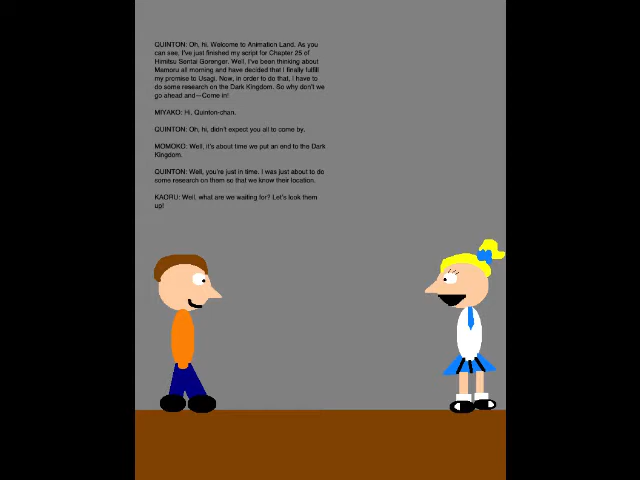 QUINTON: Oh, hi. Welcome to Animation Land. As you
can see, I've just finished my script for Chapter 25 of
Himitsu Sentai Goranger. Well, I've been thinking about
Mamoru all morning and have decided that I finally fulfill
my promise to Usagi. Now, in order to do that, I have to
do some research on the Dark Kingdom. So why don't we
go ahead and--Come in!
MIYAKO: Hi, Quinton-chan.
QUINTON: Oh, hi, didn't expect you all to come by.
MOMOKO: Well, it's about time we put an end to the Dark
Kingdom.
QUINTON: Well, you're just in time. I was just about to do
some research on them so that we know their location.
KAORU: Well, what are we waiting for? Let's look them
up!